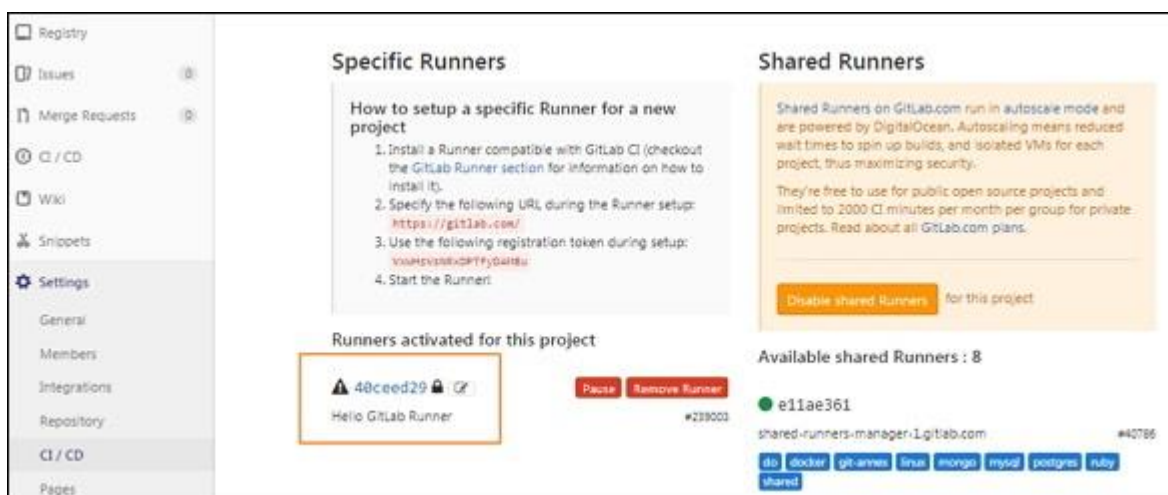 Registry
Issues 0
Merge Requests 0
CI / CD
Wiki
Snippets
Settings
General
Members
Integrations
Repository
CI / CD
Pages
Specific Runners
How to setup a specific Runner for a new
project
1. Install a Runner compatible with GitLab CI (checkout
the GitLab Runner section for information on how to
install it).
2. Specify the following URL during the Runner setup:
https://gitlab.com/
3. Use the following registration token during setup:
4. Start the Runner!
Runners activated for this project
40ceed29
Pause Remove Runner
Hello GitLab Runner
#239003
Shared Runners
Shared Runners on GitLab.com run in autoscale mode and
are powered by DigitalOcean. Autoscaling means reduced
wait times to spin up builds, and isolated VMs for each
project, thus maximizing security.
They're free to use for public open source projects and
limited to 2000 CI minutes per month per group for private
projects. Read about all GitLab.com plans.
Disable shared Runners for this project
Available shared Runners : 8
e11ae361
shared-runners-manager-1.gitlab.com #40786
do docker git-annex linux mongo mysql postgres ruby
shared